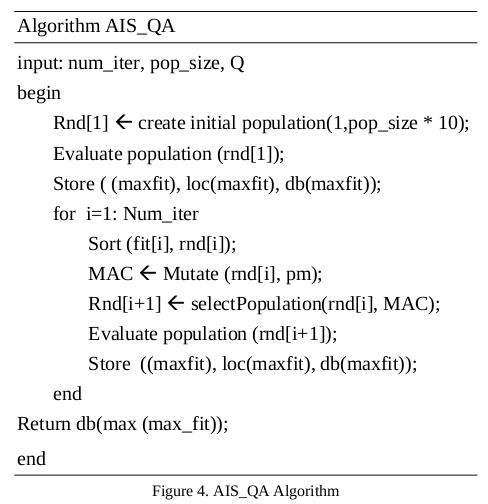 Algorithm AIS_QA
input: num_iter, pop_size, Q
begin
Rnd[1] ← create initial population(1,pop_size * 10);
Evaluate population (rnd[1]);
Store ( (maxfit), loc(maxfit), db(maxfit));
for i=1: Num_iter
Sort (fit[i], rnd[i]);
MAC ← Mutate (rnd[i], pm);
Rnd[i+1] ← selectPopulation(rnd[i], MAC);
Evaluate population (rnd[i+1]);
Store ((maxfit), loc(maxfit), db(maxfit));
end
Return db(max (max_fit));
end
Figure 4. AIS_QA Algorithm